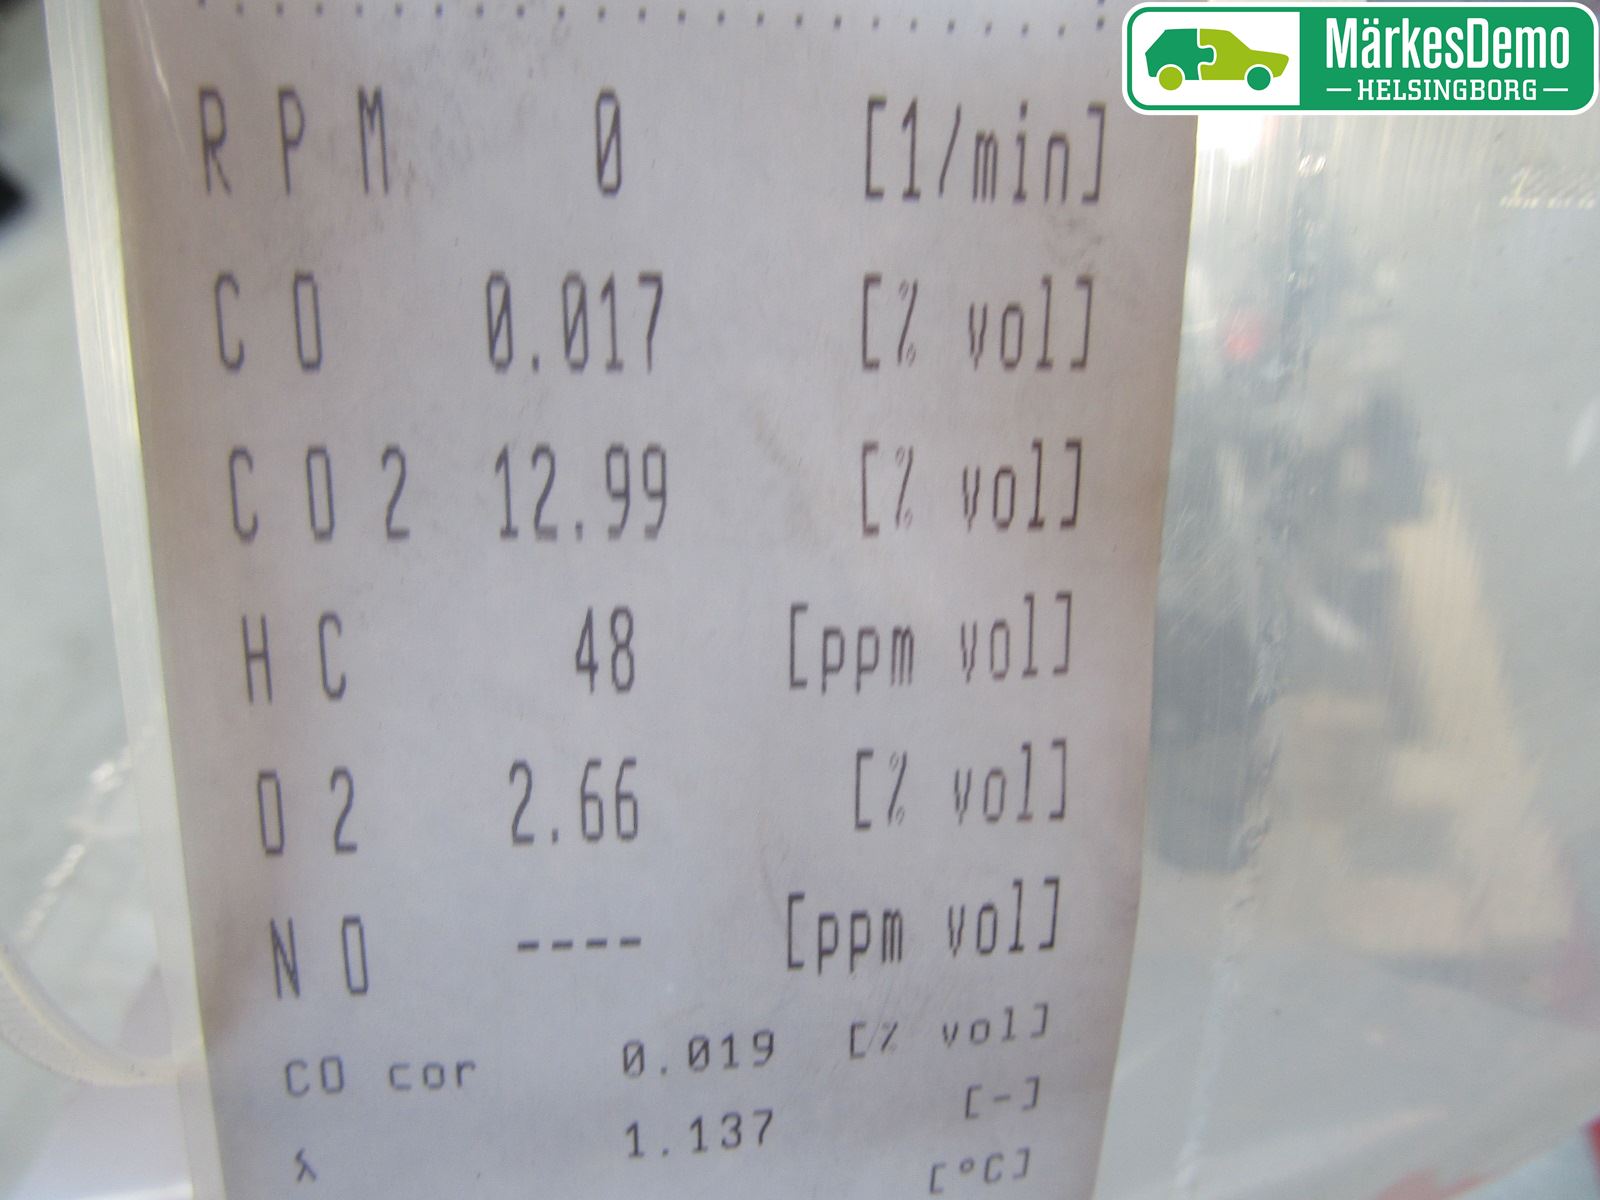 MärkesDemo
HELSINGBORG
RPM 0 [1/min]
CO 0.017 [% vol]
CO2 12.99 [% vol]
HC 48 [ppm vol]
O2 2.66 [% vol]
NO ---- [ppm vol]
CO cor 0.019 [% vol]
λ 1.137 [-]
[°C]